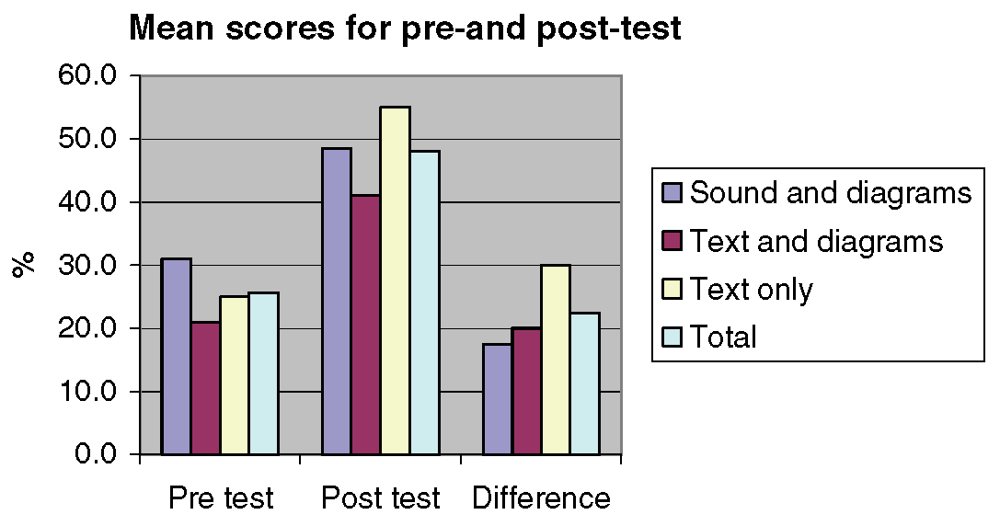 Mean scores for pre-and post-test
60.0
50.0
40.0
30.0
20.0
10.0
0.0
%
Pre test
Post test
Difference
Sound and diagrams
Text and diagrams
Text only
Total